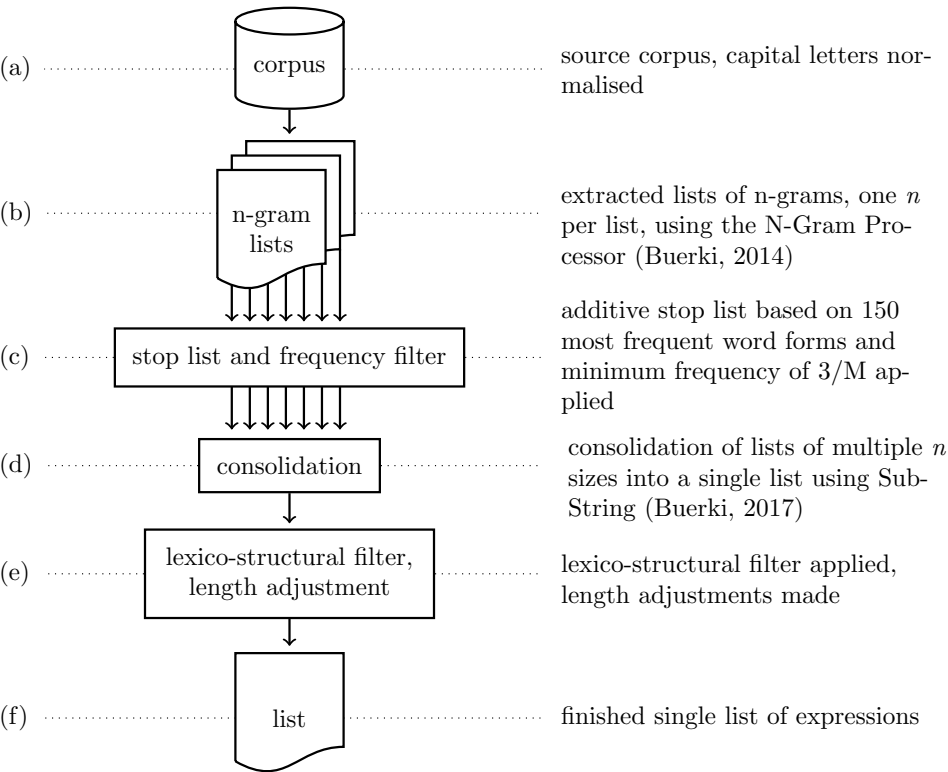 (a)
corpus
source corpus, capital letters nor-
malised
(b)
n-gram
lists
extracted lists of n-grams, one n
per list, using the N-Gram Pro-
cessor (Buerki, 2014)
(c)
stop list and frequency filter
additive stop list based on 150
most frequent word forms and
minimum frequency of 3/M ap-
plied
(d)
consolidation
consolidation of lists of multiple n
sizes into a single list using Sub-
String (Buerki, 2017)
(e)
lexico-structural filter,
length adjustment
lexico-structural filter applied,
length adjustments made
(f)
list
finished single list of expressions